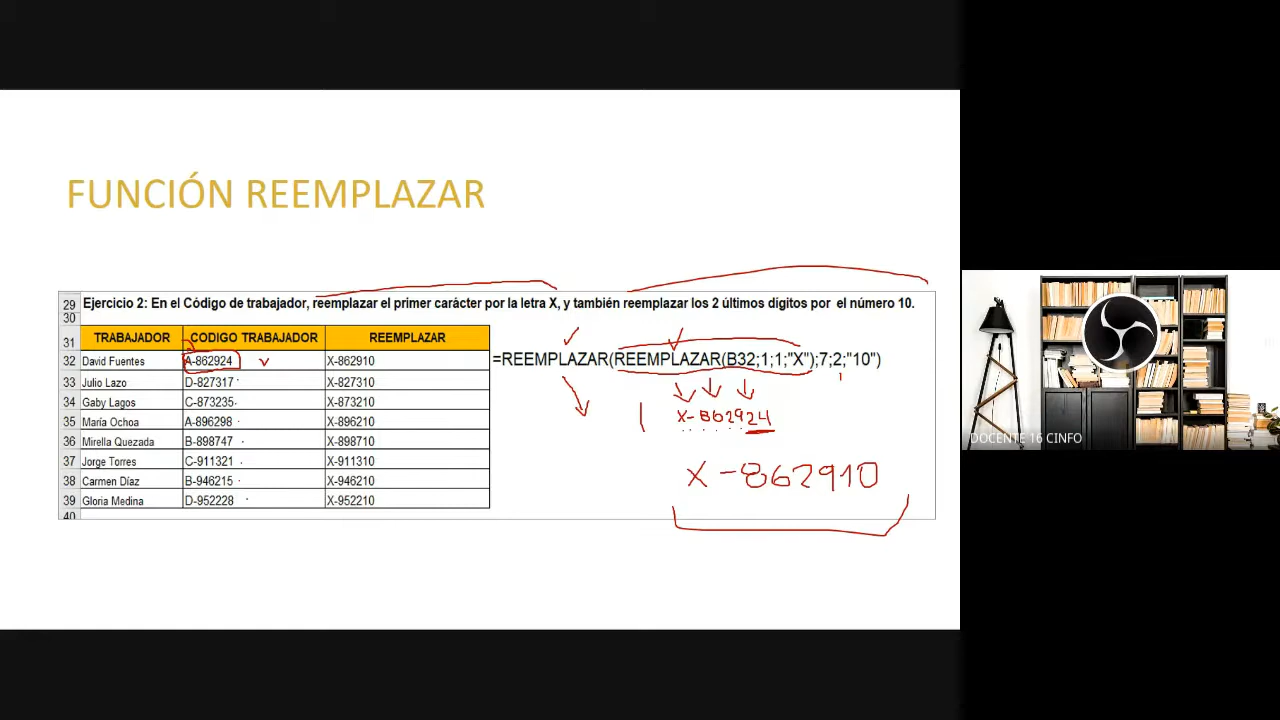 FUNCIÓN REEMPLAZAR
29 Ejercicio 2: En el Código de trabajador, reemplazar el primer carácter por la letra X, y también reemplazar los 2 últimos dígitos por el número 10.
30
31 TRABAJADOR CODIGO TRABAJADOR REEMPLAZAR
32 David Fuentes A-862924 X-862910 =REEMPLAZAR(REEMPLAZAR(B32;1;1;"X");7;2;"10")
33 Julio Lazo D-827317 X-827310
34 Gaby Lagos C-873235 X-873210
35 María Ochoa A-896298 X-896210
36 Mirella Quezada B-898747 X-898710
37 Jorge Torres C-911321 X-911310
38 Carmen Díaz B-946215 X-946210
39 Gloria Medina D-952228 X-952210
40
X-862924
X-862910
DOCENTE 16 CINFO